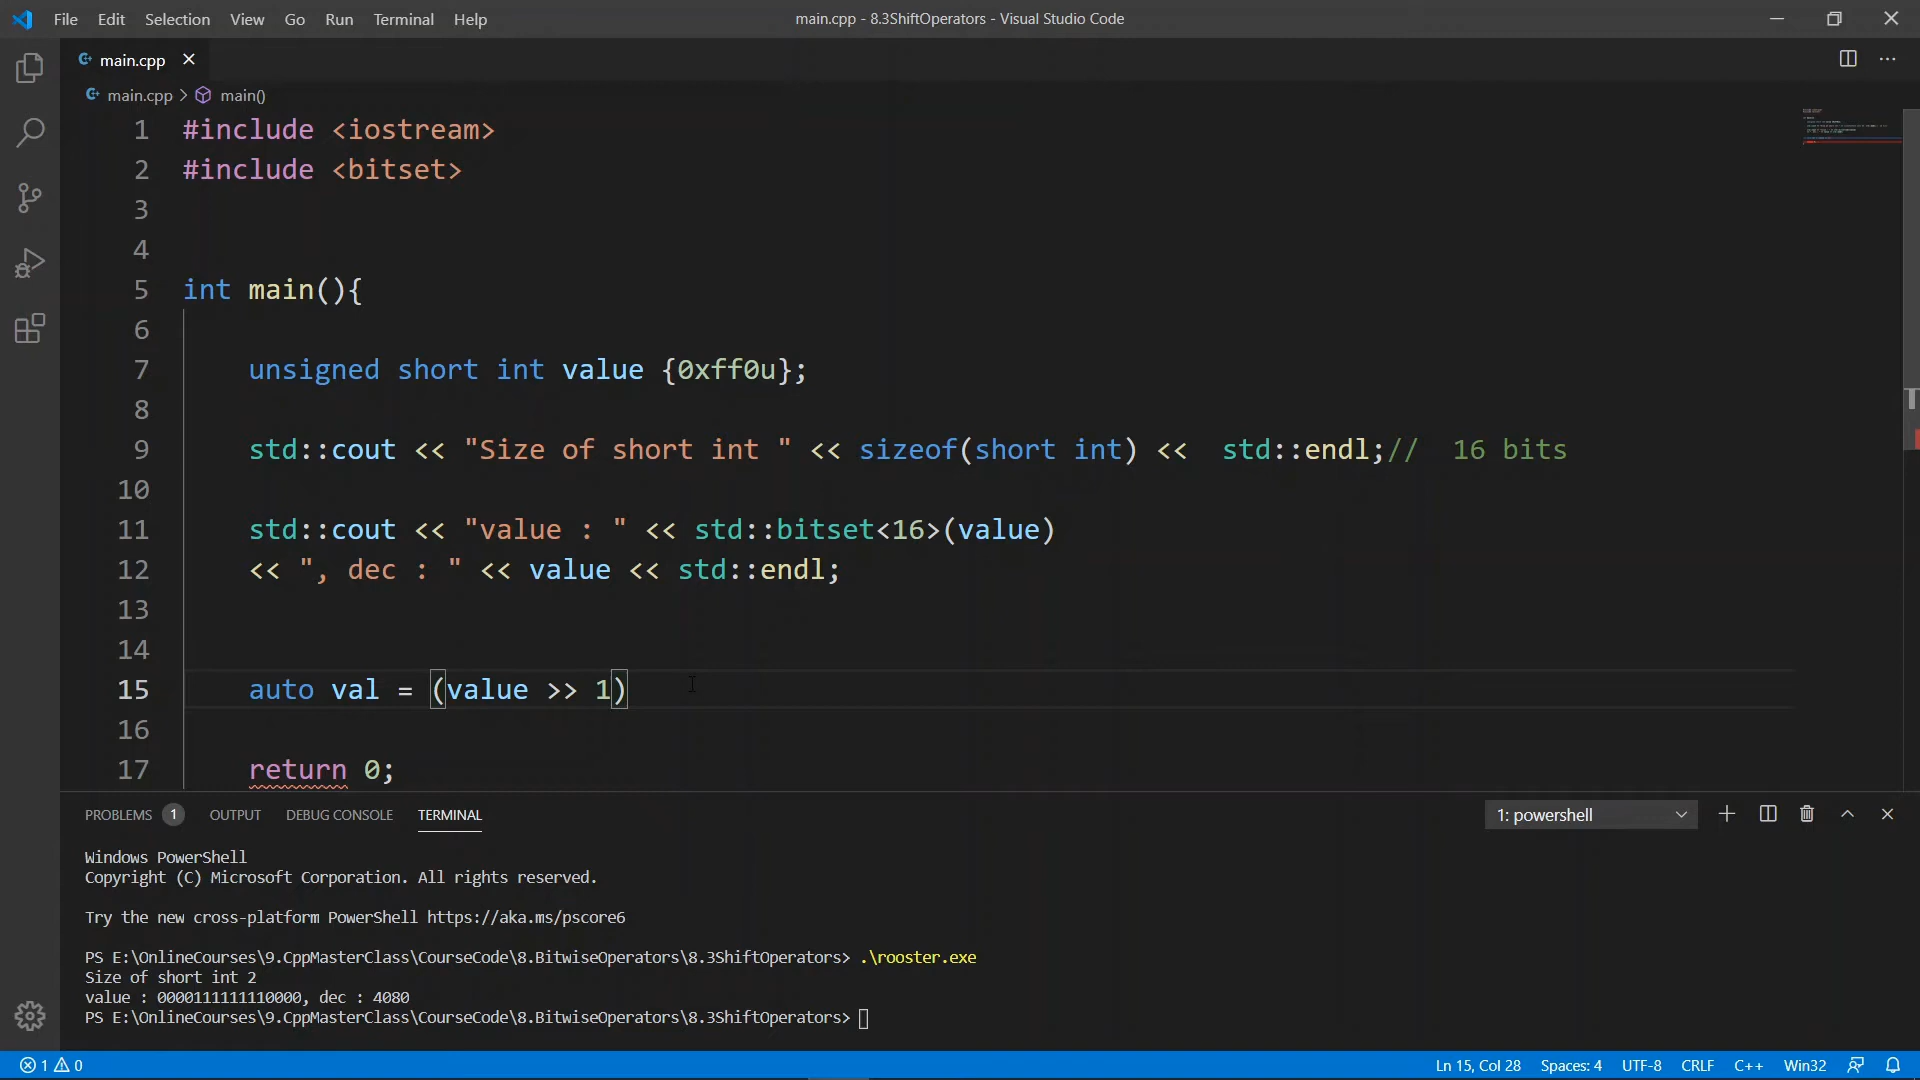 File Edit Selection View Go Run Terminal Help main.cpp - 8.3ShiftOperators - Visual Studio Code
main.cpp
main.cpp > main()
1 #include <iostream>
2 #include <bitset>
3
4
5 int main(){
6
7 unsigned short int value {0xff0u};
8
9 std::cout << "Size of short int " << sizeof(short int) << std::endl;// 16 bits
10
11 std::cout << "value : " << std::bitset<16>(value)
12 << ", dec : " << value << std::endl;
13
14
15 auto val = (value >> 1)
16
17 return 0;
PROBLEMS 1 OUTPUT DEBUG CONSOLE TERMINAL 1: powershell
Windows PowerShell
Copyright (C) Microsoft Corporation. All rights reserved.
Try the new cross-platform PowerShell https://aka.ms/pscore6
PS E:\OnlineCourses\9.CppMasterClass\CourseCode\8.BitwiseOperators\8.3ShiftOperators> .\rooster.exe
Size of short int 2
value : 0000111111110000, dec : 4080
PS E:\OnlineCourses\9.CppMasterClass\CourseCode\8.BitwiseOperators\8.3ShiftOperators>
1 0 Ln 15, Col 28 Spaces: 4 UTF-8 CRLF C++ Win32